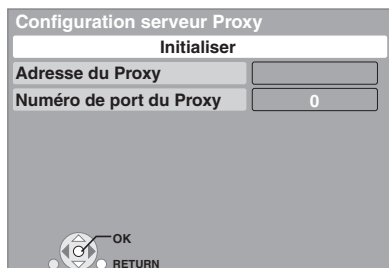 Configuration serveur Proxy
Initialiser
Adresse du Proxy
Numéro de port du Proxy 0
OK
RETURN